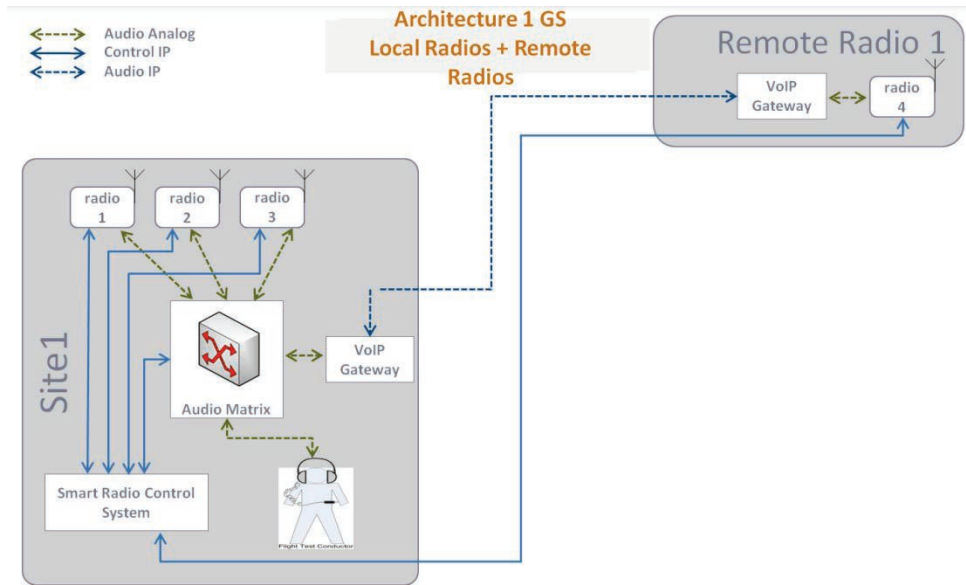 Audio Analog
Control IP
Audio IP
Architecture 1 GS
Local Radios + Remote
Radios
Remote Radio 1
VoIP
Gateway
radio
4
Site1
radio
1
radio
2
radio
3
Audio Matrix
VoIP
Gateway
Smart Radio Control
System
Flight Test Conductor